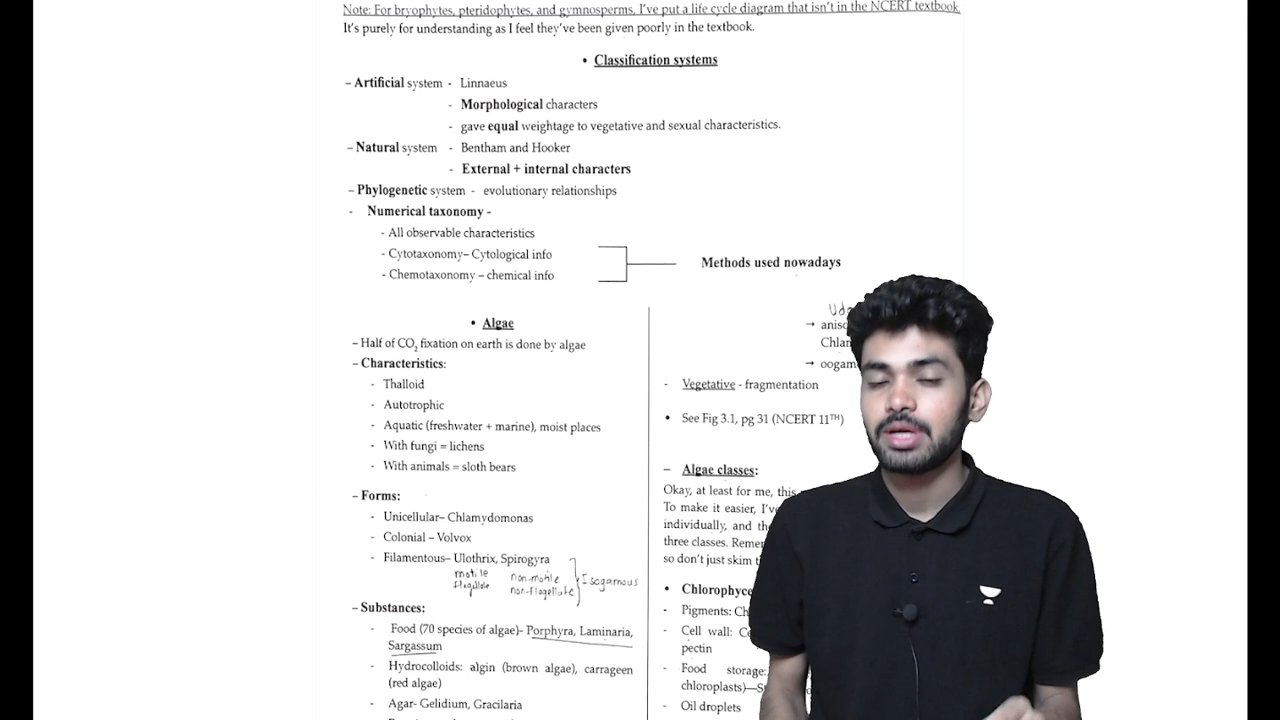 Note: For bryophytes, pteridophytes, and gymnosperms, I've put a life cycle diagram that isn't in the NCERT textbook.
It's purely for understanding as I feel they've been given poorly in the textbook.
• Classification systems
– Artificial system - Linnaeus
- Morphological characters
- gave equal weightage to vegetative and sexual characteristics.
– Natural system - Bentham and Hooker
- External + internal characters
– Phylogenetic system - evolutionary relationships
- Numerical taxonomy -
- All observable characteristics
- Cytotaxonomy– Cytological info
- Chemotaxonomy – chemical info
Methods used nowadays
• Algae
– Half of CO₂ fixation on earth is done by algae
– Characteristics:
- Thalloid
- Autotrophic
- Aquatic (freshwater + marine), moist places
- With fungi = lichens
- With animals = sloth bears
– Forms:
- Unicellular– Chlamydomonas
- Colonial – Volvox
- Filamentous– Ulothrix, Spirogyra
motile non-motile
flagellate non-flagellate
Isogamous
– Substances:
- Food (70 species of algae)- Porphyra, Laminaria,
Sargassum
- Hydrocolloids: algin (brown algae), carrageen
(red algae)
- Agar- Gelidium, Gracilaria
→
→
- Vegetative - fragmentation
• See Fig 3.1, pg 31 (NCERT 11TH)
– Algae classes:
Okay, at least for me, this
To make it easier, I've
individually, and
three classes.
so don't just skim
•
- Pigments:
- Cell wall:
pectin
- Food storage:
chloroplasts)—
- Oil droplets